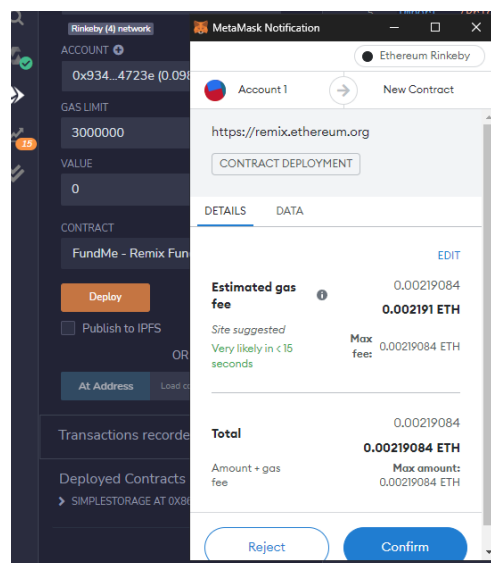 Rinkeby (4) network
ACCOUNT
0x934...4723e (0.098
GAS LIMIT
3000000
VALUE
0
CONTRACT
FundMe - Remix Fun
Deploy
Publish to IPFS
OR
At Address
Load co
Transactions recorde
Deployed Contracts
SIMPLESTORAGE AT 0X86
15
MetaMask Notification
Ethereum Rinkeby
Account 1
New Contract
https://remix.ethereum.org
CONTRACT DEPLOYMENT
DETAILS
DATA
EDIT
Estimated gas
fee
0.00219084
0.002191 ETH
Site suggested
Very likely in < 15
seconds
Max
fee:
0.00219084 ETH
Total
0.00219084
0.00219084 ETH
Amount + gas
fee
Max amount:
0.00219084 ETH
Reject
Confirm